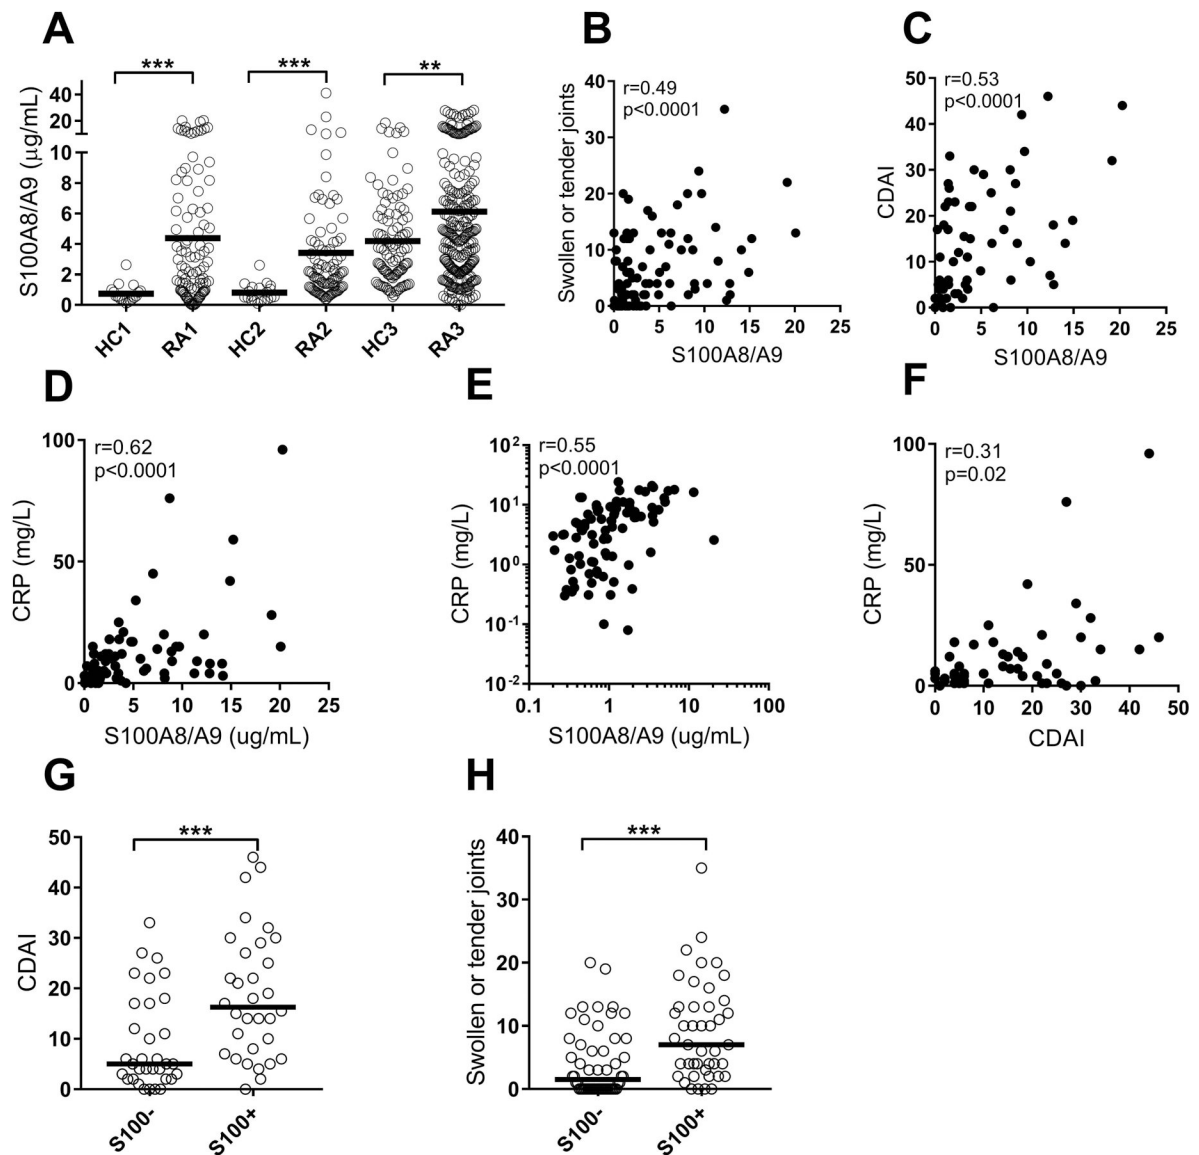 A
B
C
***
***
**
S100A8/A9 (µg/mL)
40
20
10
8
6
4
2
0
HC1
RA1
HC2
RA2
HC3
RA3
r=0.49
p<0.0001
Swollen or tender joints
40
30
20
10
0
0
5
10
15
20
25
S100A8/A9
r=0.53
p<0.0001
CDAI
50
40
30
20
10
0
0
5
10
15
20
25
S100A8/A9
D
E
F
r=0.62
p<0.0001
CRP (mg/L)
100
50
0
0
5
10
15
20
25
S100A8/A9 (ug/mL)
r=0.55
p<0.0001
CRP (mg/L)
10²
10¹
10⁰
10⁻¹
10⁻²
0.1
1
10
100
S100A8/A9 (ug/mL)
r=0.31
p=0.02
CRP (mg/L)
100
50
0
0
10
20
30
40
50
CDAI
G
H
***
CDAI
50
40
30
20
10
0
S100-
S100+
***
Swollen or tender joints
40
30
20
10
0
S100-
S100+